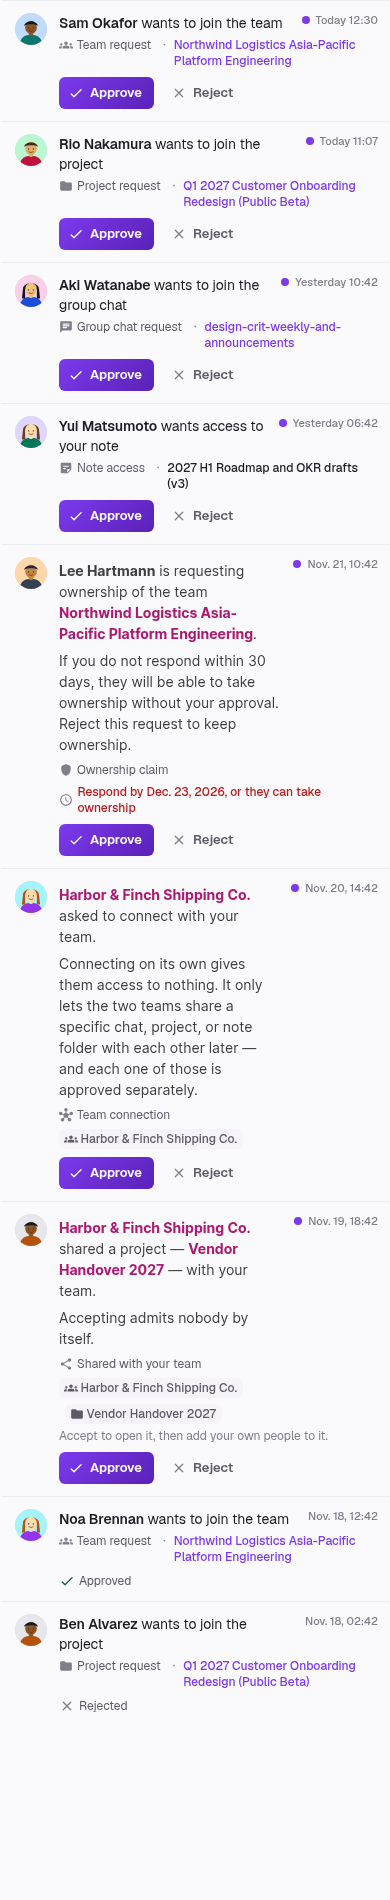 Sam Okafor wants to join the team
Today 12:30
Team request · Northwind Logistics Asia-Pacific
Platform Engineering
Approve
Reject
Rio Nakamura wants to join the
project
Today 11:07
Project request · Q1 2027 Customer Onboarding
Redesign (Public Beta)
Approve
Reject
Aki Watanabe wants to join the
group chat
Yesterday 10:42
Group chat request · design-crit-weekly-and-
announcements
Approve
Reject
Yui Matsumoto wants access to
your note
Yesterday 06:42
Note access · 2027 H1 Roadmap and OKR drafts
(v3)
Approve
Reject
Lee Hartmann is requesting
ownership of the team
Northwind Logistics Asia-
Pacific Platform Engineering.
Nov. 21, 10:42
If you do not respond within 30
days, they will be able to take
ownership without your approval.
Reject this request to keep
ownership.
Ownership claim
Respond by Dec. 23, 2026, or they can take
ownership
Approve
Reject
Harbor & Finch Shipping Co.
asked to connect with your
team.
Nov. 20, 14:42
Connecting on its own gives
them access to nothing. It only
lets the two teams share a
specific chat, project, or note
folder with each other later —
and each one of those is
approved separately.
Team connection
Harbor & Finch Shipping Co.
Approve
Reject
Harbor & Finch Shipping Co.
shared a project — Vendor
Handover 2027 — with your
team.
Nov. 19, 18:42
Accepting admits nobody by
itself.
Shared with your team
Harbor & Finch Shipping Co.
Vendor Handover 2027
Accept to open it, then add your own people to it.
Approve
Reject
Noa Brennan wants to join the team
Nov. 18, 12:42
Team request · Northwind Logistics Asia-Pacific
Platform Engineering
Approved
Ben Alvarez wants to join the
project
Nov. 18, 02:42
Project request · Q1 2027 Customer Onboarding
Redesign (Public Beta)
Rejected